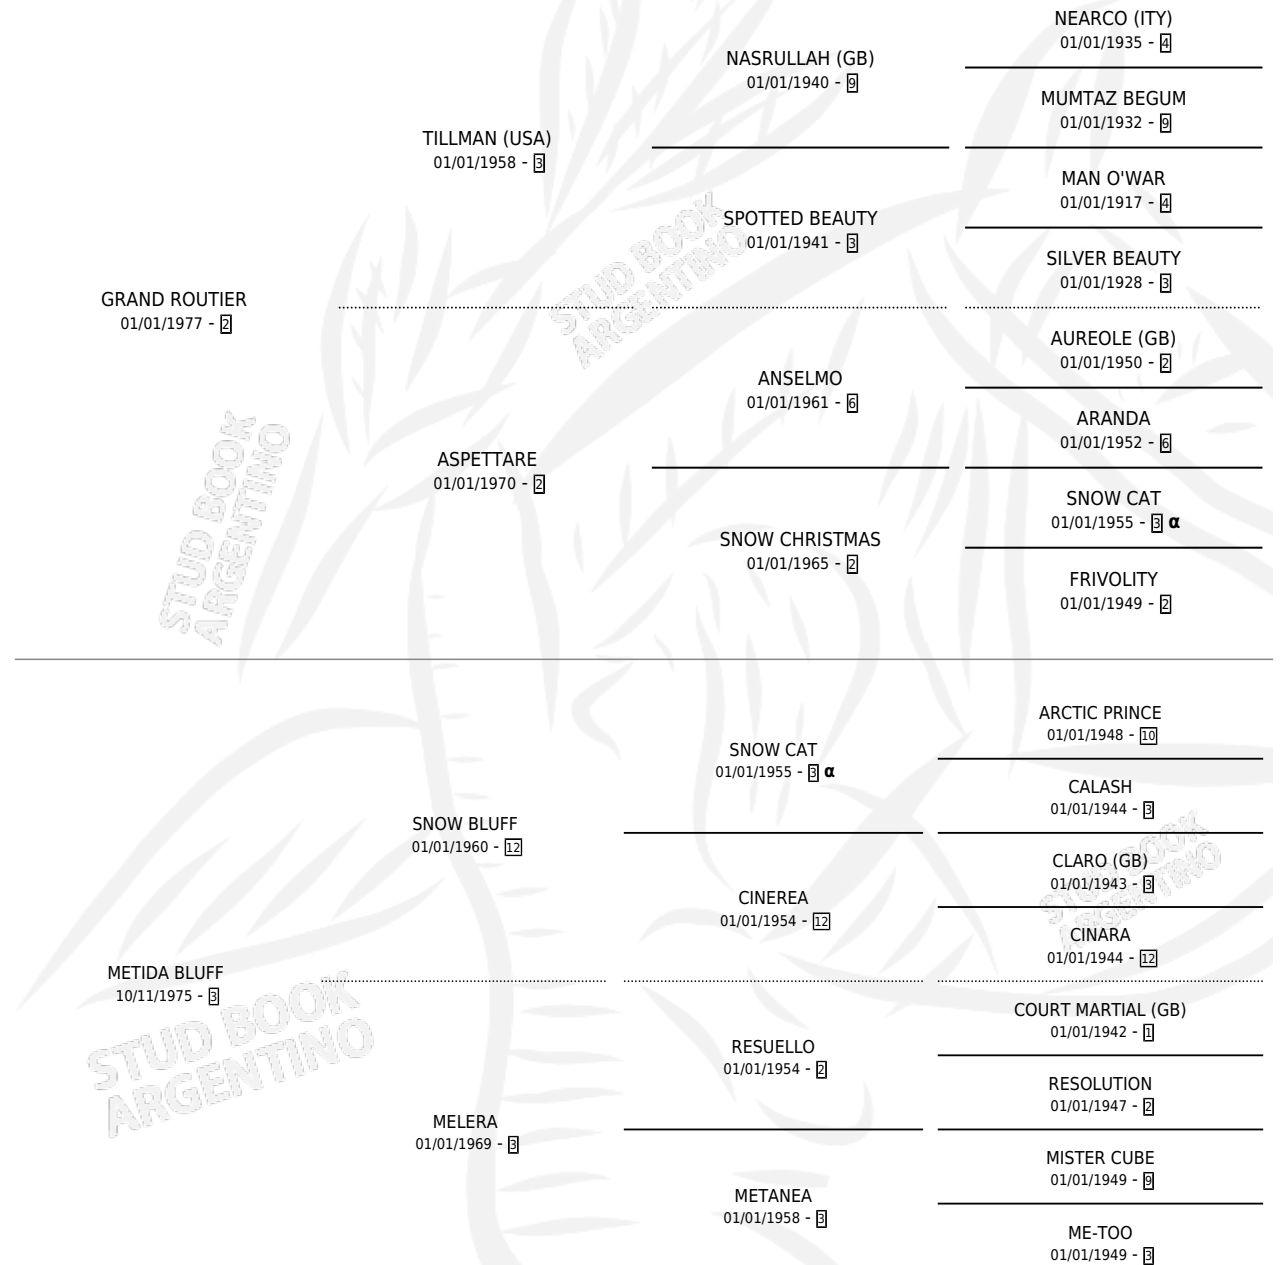 GRAND ROUTIER
01/01/1977 - 2
TILLMAN (USA)
01/01/1958 - 3
NASRULLAH (GB)
01/01/1940 - 9
NEARCO (ITY)
01/01/1935 - 4
MUMTAZ BEGUM
01/01/1932 - 9
SPOTTED BEAUTY
01/01/1941 - 3
MAN O'WAR
01/01/1917 - 4
SILVER BEAUTY
01/01/1928 - 3
ASPETTARE
01/01/1970 - 2
ANSELMO
01/01/1961 - 6
AUREOLE (GB)
01/01/1950 - 2
ARANDA
01/01/1952 - 6
SNOW CHRISTMAS
01/01/1965 - 2
SNOW CAT
01/01/1955 - 3 α
FRIVOLITY
01/01/1949 - 2
METIDA BLUFF
10/11/1975 - 3
SNOW BLUFF
01/01/1960 - 12
SNOW CAT
01/01/1955 - 3 α
ARCTIC PRINCE
01/01/1948 - 10
CALASH
01/01/1944 - 3
CINEREA
01/01/1954 - 12
CLARO (GB)
01/01/1943 - 3
CINARA
01/01/1944 - 12
MELERA
01/01/1969 - 3
RESUELLO
01/01/1954 - 2
COURT MARTIAL (GB)
01/01/1942 - 1
RESOLUTION
01/01/1947 - 2
METANEA
01/01/1958 - 3
MISTER CUBE
01/01/1949 - 9
ME-TOO
01/01/1949 - 3
STUD BOOK
ARGENTINO
STUD BOOK
ARGENTINO
STUD BOOK
ARGENTINO
STUD BOOK
ARGENTINO